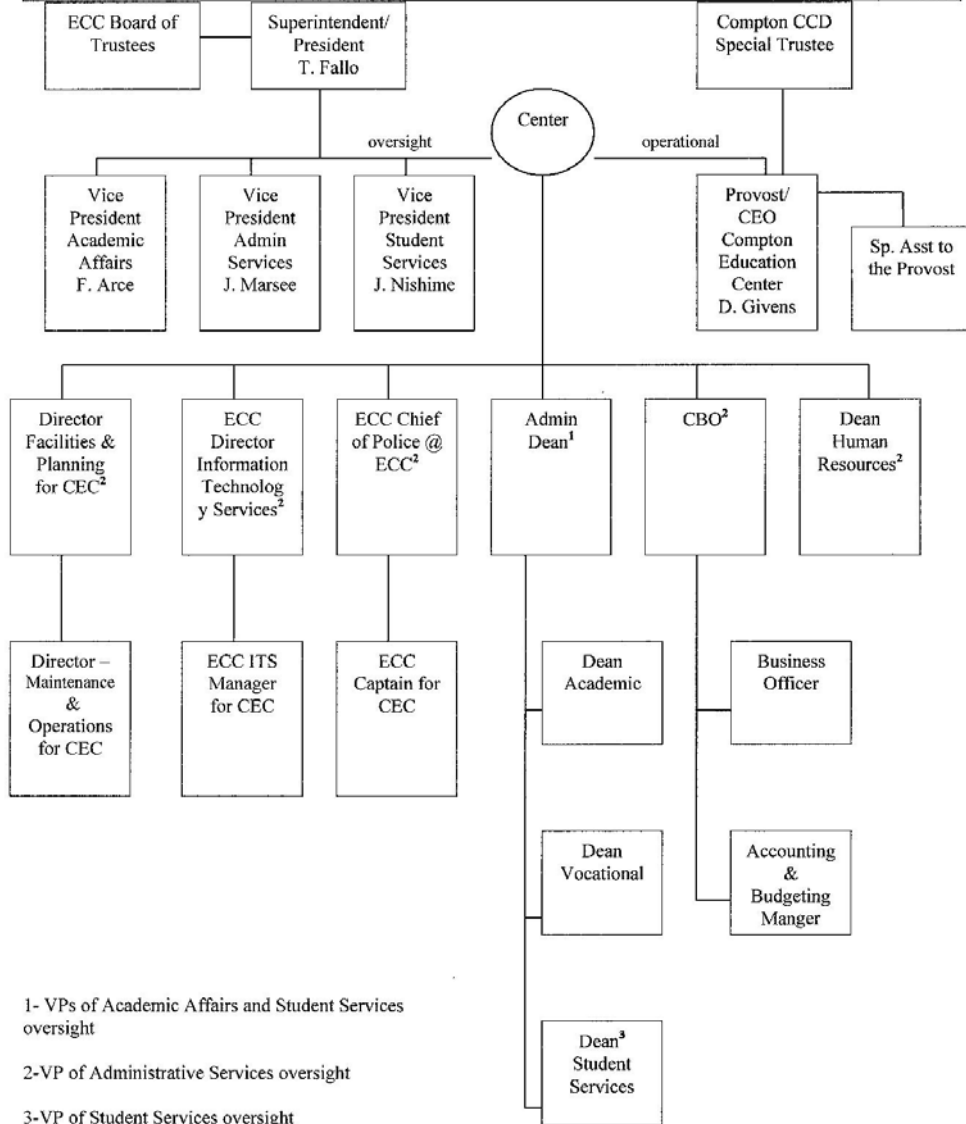 ECC Board of
Trustees
Superintendent/
President
T. Fallo
Compton CCD
Special Trustee
Center
oversight
operational
Vice
President
Academic
Affairs
F. Arce
Vice
President
Admin
Services
J. Marsee
Vice
President
Student
Services
J. Nishime
Provost/
CEO
Compton
Education
Center
D. Givens
Sp. Asst to
the Provost
Director
Facilities &
Planning
for CEC²
ECC
Director
Information
Technolog
y Services²
ECC Chief
of Police @
ECC²
Admin
Dean¹
CBO²
Dean
Human
Resources²
Director –
Maintenance
&
Operations
for CEC
ECC ITS
Manager
for CEC
ECC
Captain for
CEC
Dean
Academic
Business
Officer
Dean
Vocational
Accounting
&
Budgeting
Manger
Dean³
Student
Services
1- VPs of Academic Affairs and Student Services
oversight
2-VP of Administrative Services oversight
3-VP of Student Services oversight